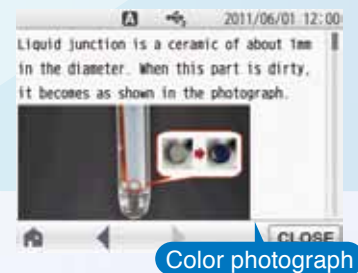 A 2011/06/01 12:00
Liquid junction is a ceramic of about 1mm
in the diameter. When this part is dirty,
it becomes as shown in the photograph.
CLOSE
Color photograph